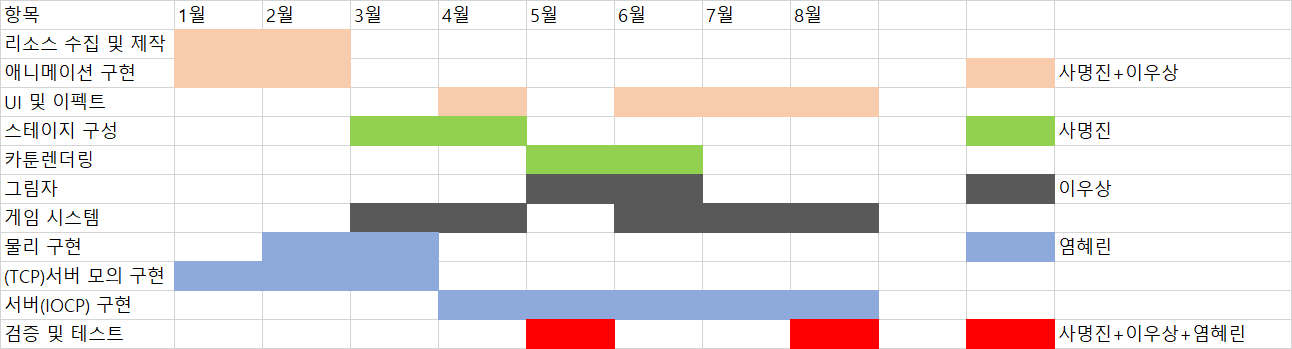 항목 1월 2월 3월 4월 5월 6월 7월 8월
리소스 수집 및 제작
애니메이션 구현 사명진+이우상
UI 및 이펙트
스테이지 구성 사명진
카툰렌더링
그림자 이우상
게임 시스템
물리 구현 염혜린
(TCP)서버 모의 구현
서버(IOCP) 구현
검증 및 테스트 사명진+이우상+염혜린